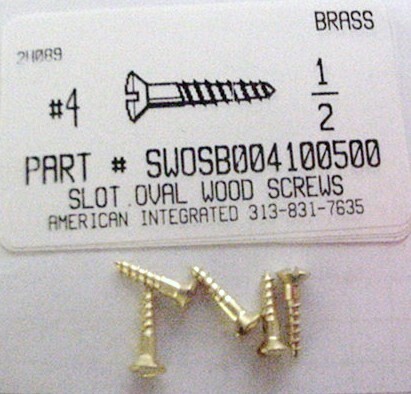 BRASS
2H089
#4
1/2
PART # SWOSB004100500
SLOT OVAL WOOD SCREWS
AMERICAN INTEGRATED 313-831-7635